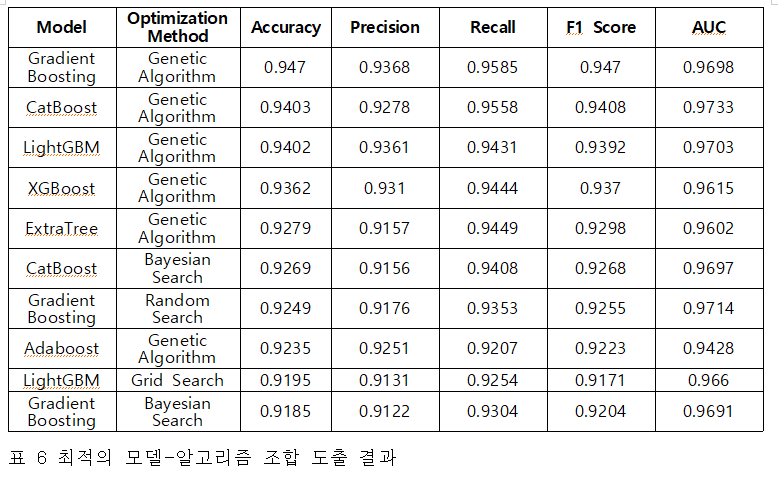 Model Optimization Method Accuracy Precision Recall F1 Score AUC
Gradient Boosting Genetic Algorithm 0.947 0.9368 0.9585 0.947 0.9698
CatBoost Genetic Algorithm 0.9403 0.9278 0.9558 0.9408 0.9733
LightGBM Genetic Algorithm 0.9402 0.9361 0.9431 0.9392 0.9703
XGBoost Genetic Algorithm 0.9362 0.931 0.9444 0.937 0.9615
ExtraTree Genetic Algorithm 0.9279 0.9157 0.9449 0.9298 0.9602
CatBoost Bayesian Search 0.9269 0.9156 0.9408 0.9268 0.9697
Gradient Boosting Random Search 0.9249 0.9176 0.9353 0.9255 0.9714
Adaboost Genetic Algorithm 0.9235 0.9251 0.9207 0.9223 0.9428
LightGBM Grid Search 0.9195 0.9131 0.9254 0.9171 0.966
Gradient Boosting Bayesian Search 0.9185 0.9122 0.9304 0.9204 0.9691
표 6 최적의 모델-알고리즘 조합 도출 결과